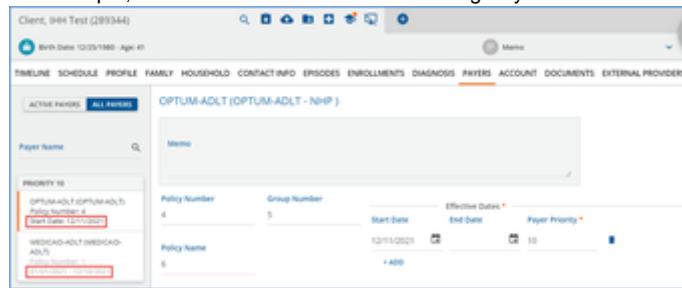 Client, IHH Test (289344)
Birth Date: 12/25/1980 - Age: 41
Memo
TIMELINE SCHEDULE PROFILE FAMILY HOUSEHOLD CONTACT INFO EPISODES ENROLLMENTS DIAGNOSIS PAYERS ACCOUNT DOCUMENTS EXTERNAL PROVIDERS
ACTIVE PAYERS ALL PAYERS
OPTUM-ADLT (OPTUM-ADLT - NHP )
Payer Name
Memo
PRIORITY 10
OPTUM-ADLT (OPTUM-ADLT)
Policy Number: 4
Start Date: 12/11/2021
MEDICAID-ADLT (MEDICAID-
ADLT)
Policy Number: 1
Policy Number Group Number
4 5
Effective Dates *
Start Date End Date Payer Priority *
12/11/2021 10
Policy Name
6
+ ADD